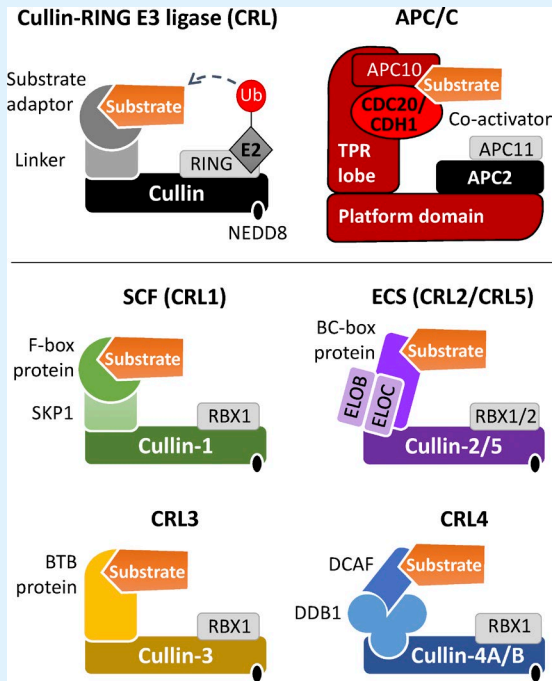 Cullin-RING E3 ligase (CRL)
Substrate
adaptor
Substrate
Ub
Linker
RING
E2
Cullin
NEDD8
APC/C
APC10
Substrate
CDC20/
CDH1
Co-activator
TPR
lobe
APC11
APC2
Platform domain
SCF (CRL1)
F-box
protein
Substrate
SKP1
RBX1
Cullin-1
ECS (CRL2/CRL5)
BC-box
protein
Substrate
ELOB
ELOC
RBX1/2
Cullin-2/5
CRL3
BTB
protein
Substrate
RBX1
Cullin-3
CRL4
DCAF
Substrate
DDB1
RBX1
Cullin-4A/B